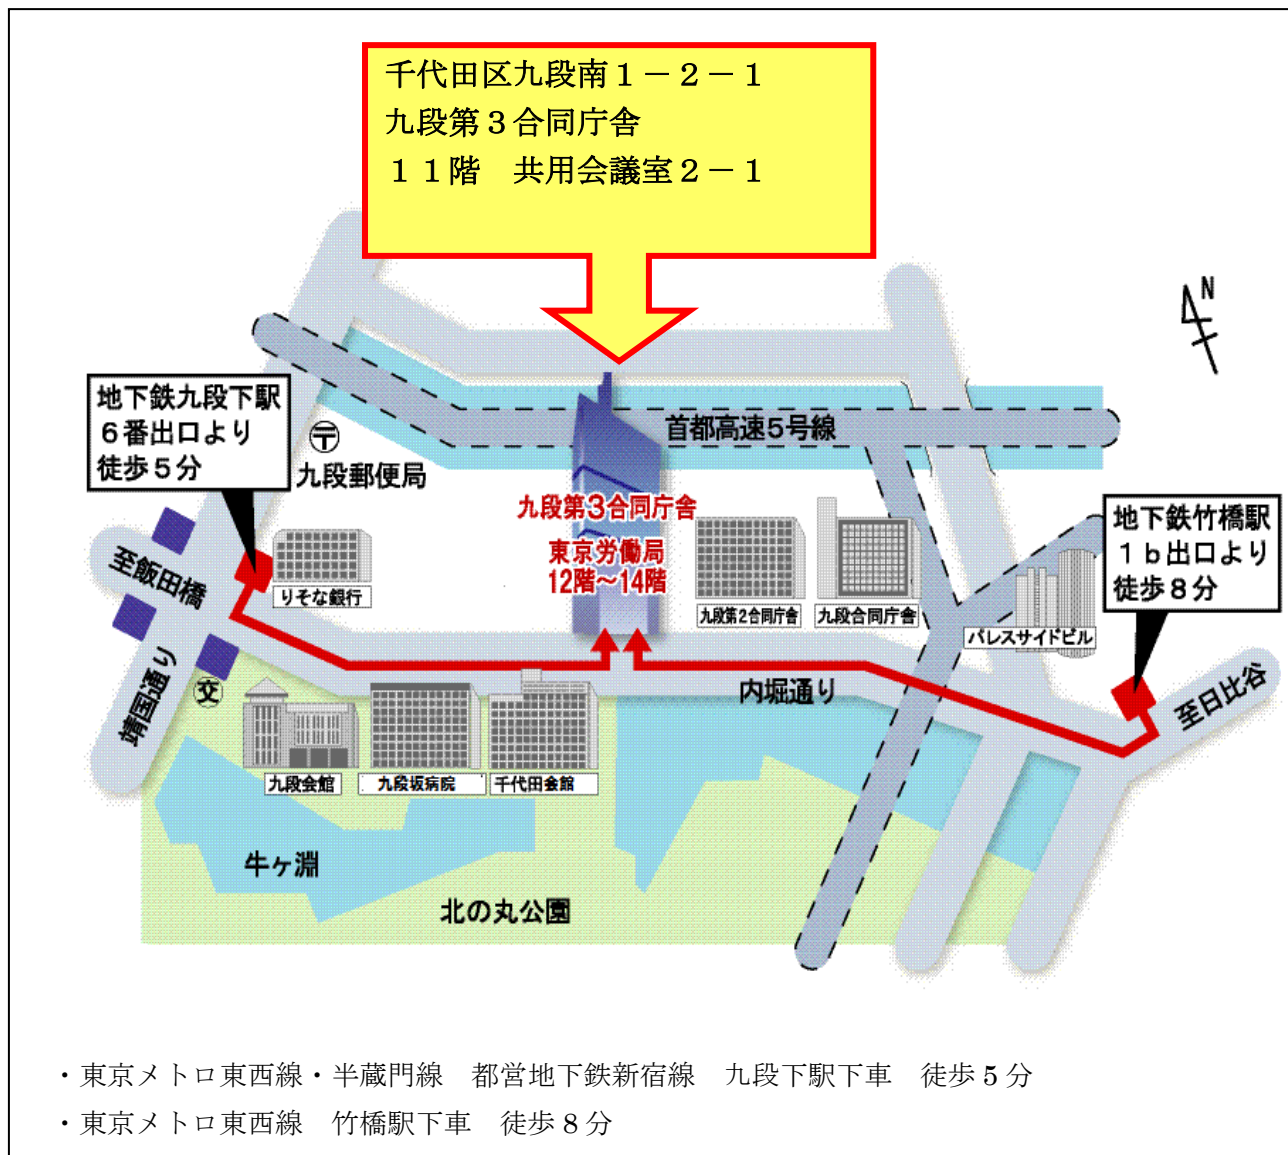 千代田区九段南１－２－１
九段第３合同庁舎
１１階　共用会議室２－１
N
地下鉄九段下駅
６番出口より
徒歩５分
〒
九段郵便局
首都高速5号線
九段第3合同庁舎
東京労働局
12階～14階
地下鉄竹橋駅
１ｂ出口より
徒歩８分
至飯田橋
りそな銀行
九段第2合同庁舎
九段合同庁舎
パレスサイドビル
靖国通り
交
内堀通り
至日比谷
九段会館
九段坂病院
千代田会館
牛ヶ淵
北の丸公園
・東京メトロ東西線・半蔵門線　都営地下鉄新宿線　九段下駅下車　徒歩 5 分
・東京メトロ東西線　竹橋駅下車　徒歩 8 分